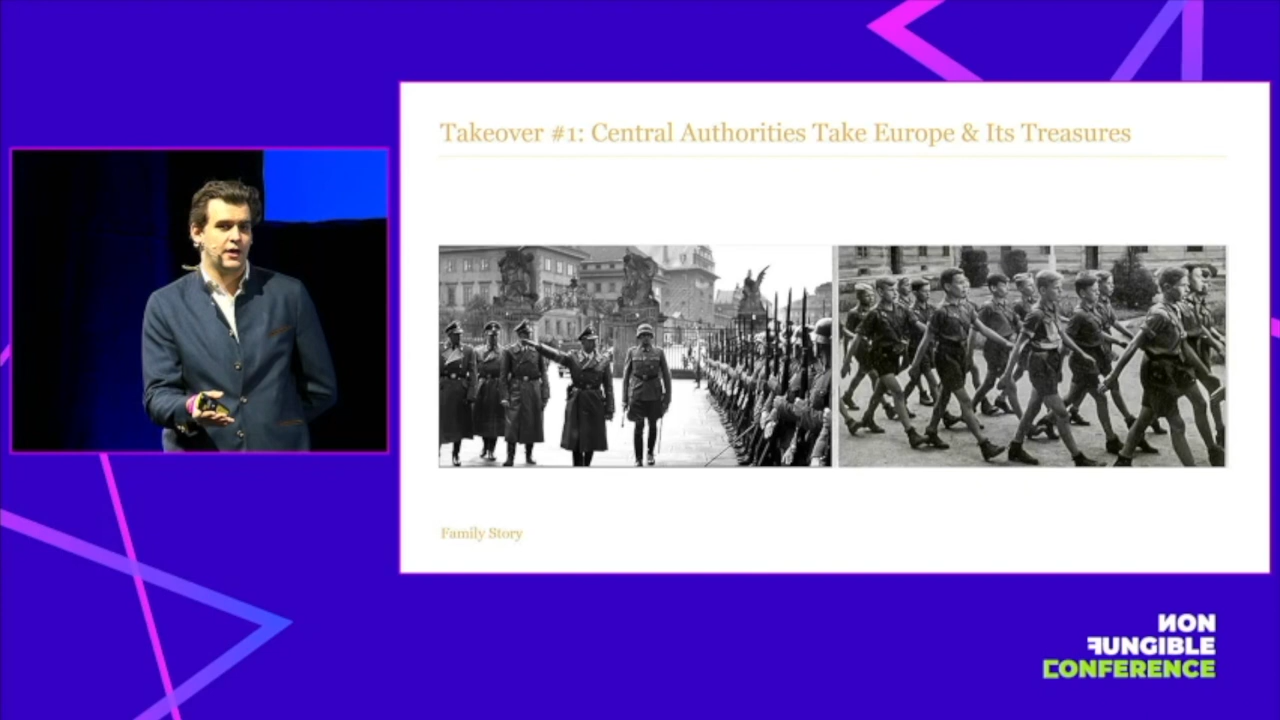 Takeover #1: Central Authorities Take Europe & Its Treasures
Family Story
NON
FUNGIBLE
CONFERENCE